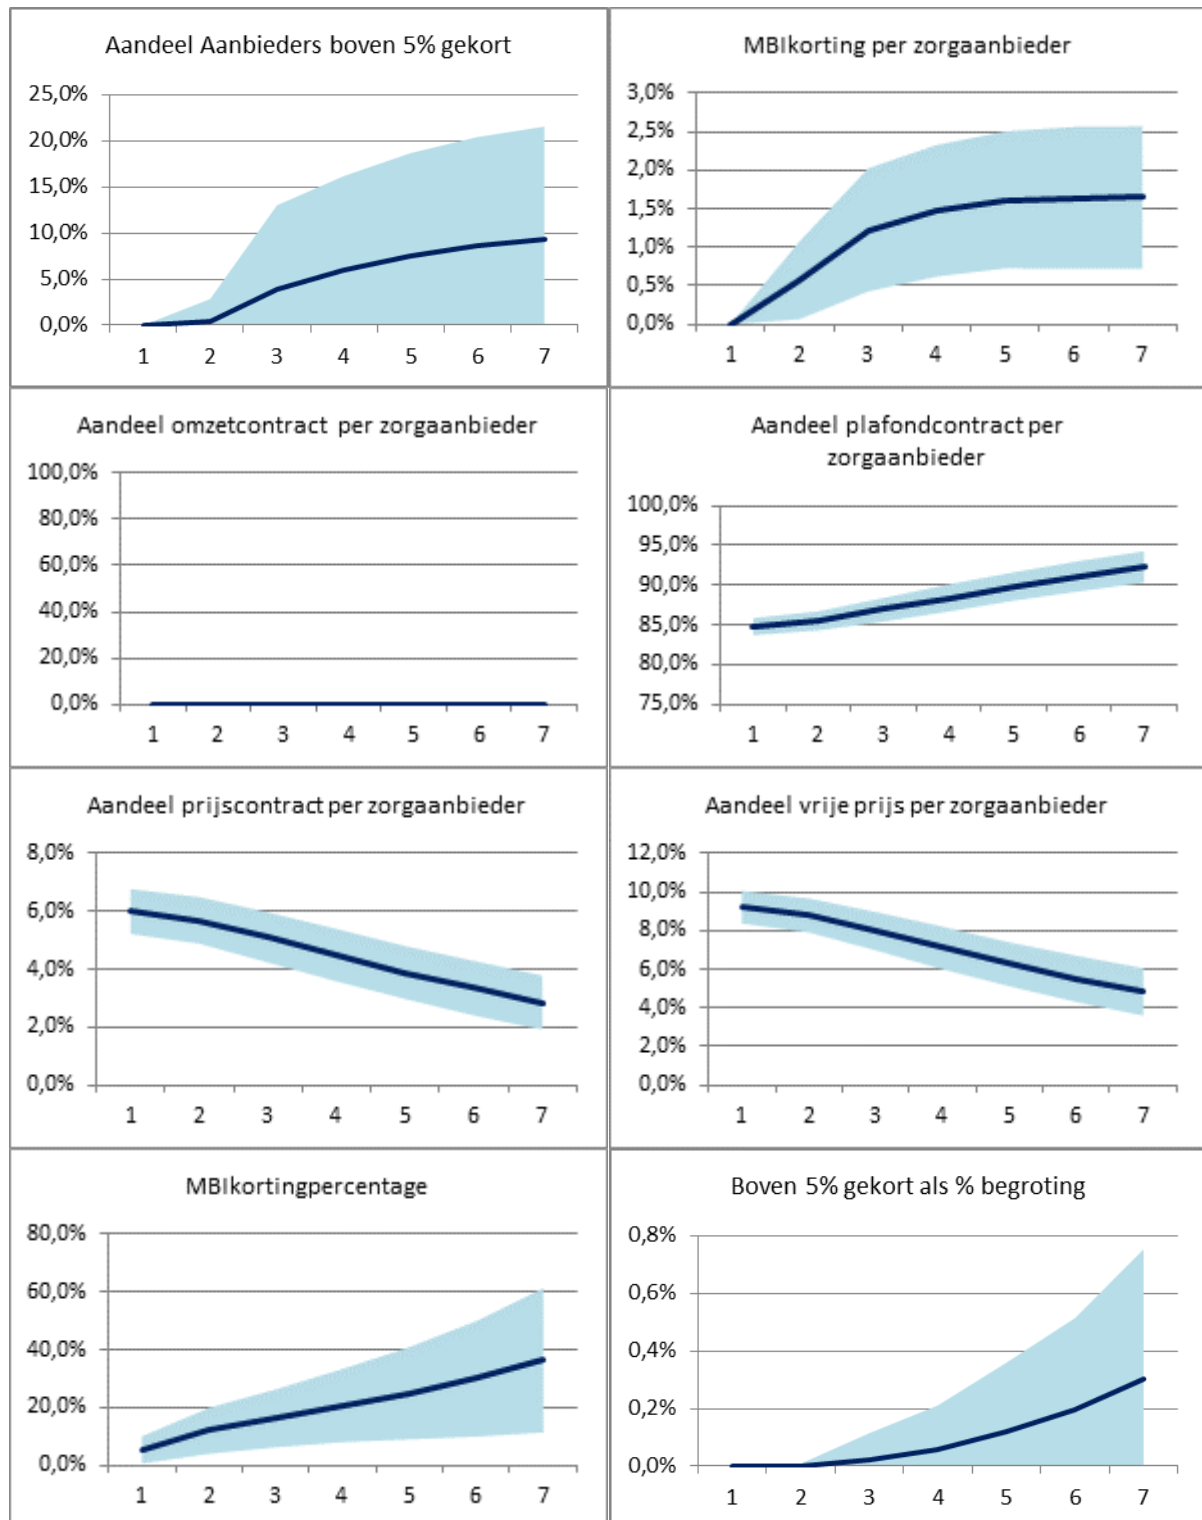 Aandeel Aanbieders boven 5% gekort
25,0%
20,0%
15,0%
10,0%
5,0%
0,0%
1 2 3 4 5 6 7
MBIkorting per zorgaanbieder
3,0%
2,5%
2,0%
1,5%
1,0%
0,5%
0,0%
1 2 3 4 5 6 7
Aandeel omzetcontract per zorgaanbieder
100,0%
80,0%
60,0%
40,0%
20,0%
0,0%
1 2 3 4 5 6 7
Aandeel plafondcontract per
zorgaanbieder
100,0%
95,0%
90,0%
85,0%
80,0%
75,0%
1 2 3 4 5 6 7
Aandeel prijscontract per zorgaanbieder
8,0%
6,0%
4,0%
2,0%
0,0%
1 2 3 4 5 6 7
Aandeel vrije prijs per zorgaanbieder
12,0%
10,0%
8,0%
6,0%
4,0%
2,0%
0,0%
1 2 3 4 5 6 7
MBIkortingpercentage
80,0%
60,0%
40,0%
20,0%
0,0%
1 2 3 4 5 6 7
Boven 5% gekort als % begroting
0,8%
0,6%
0,4%
0,2%
0,0%
1 2 3 4 5 6 7